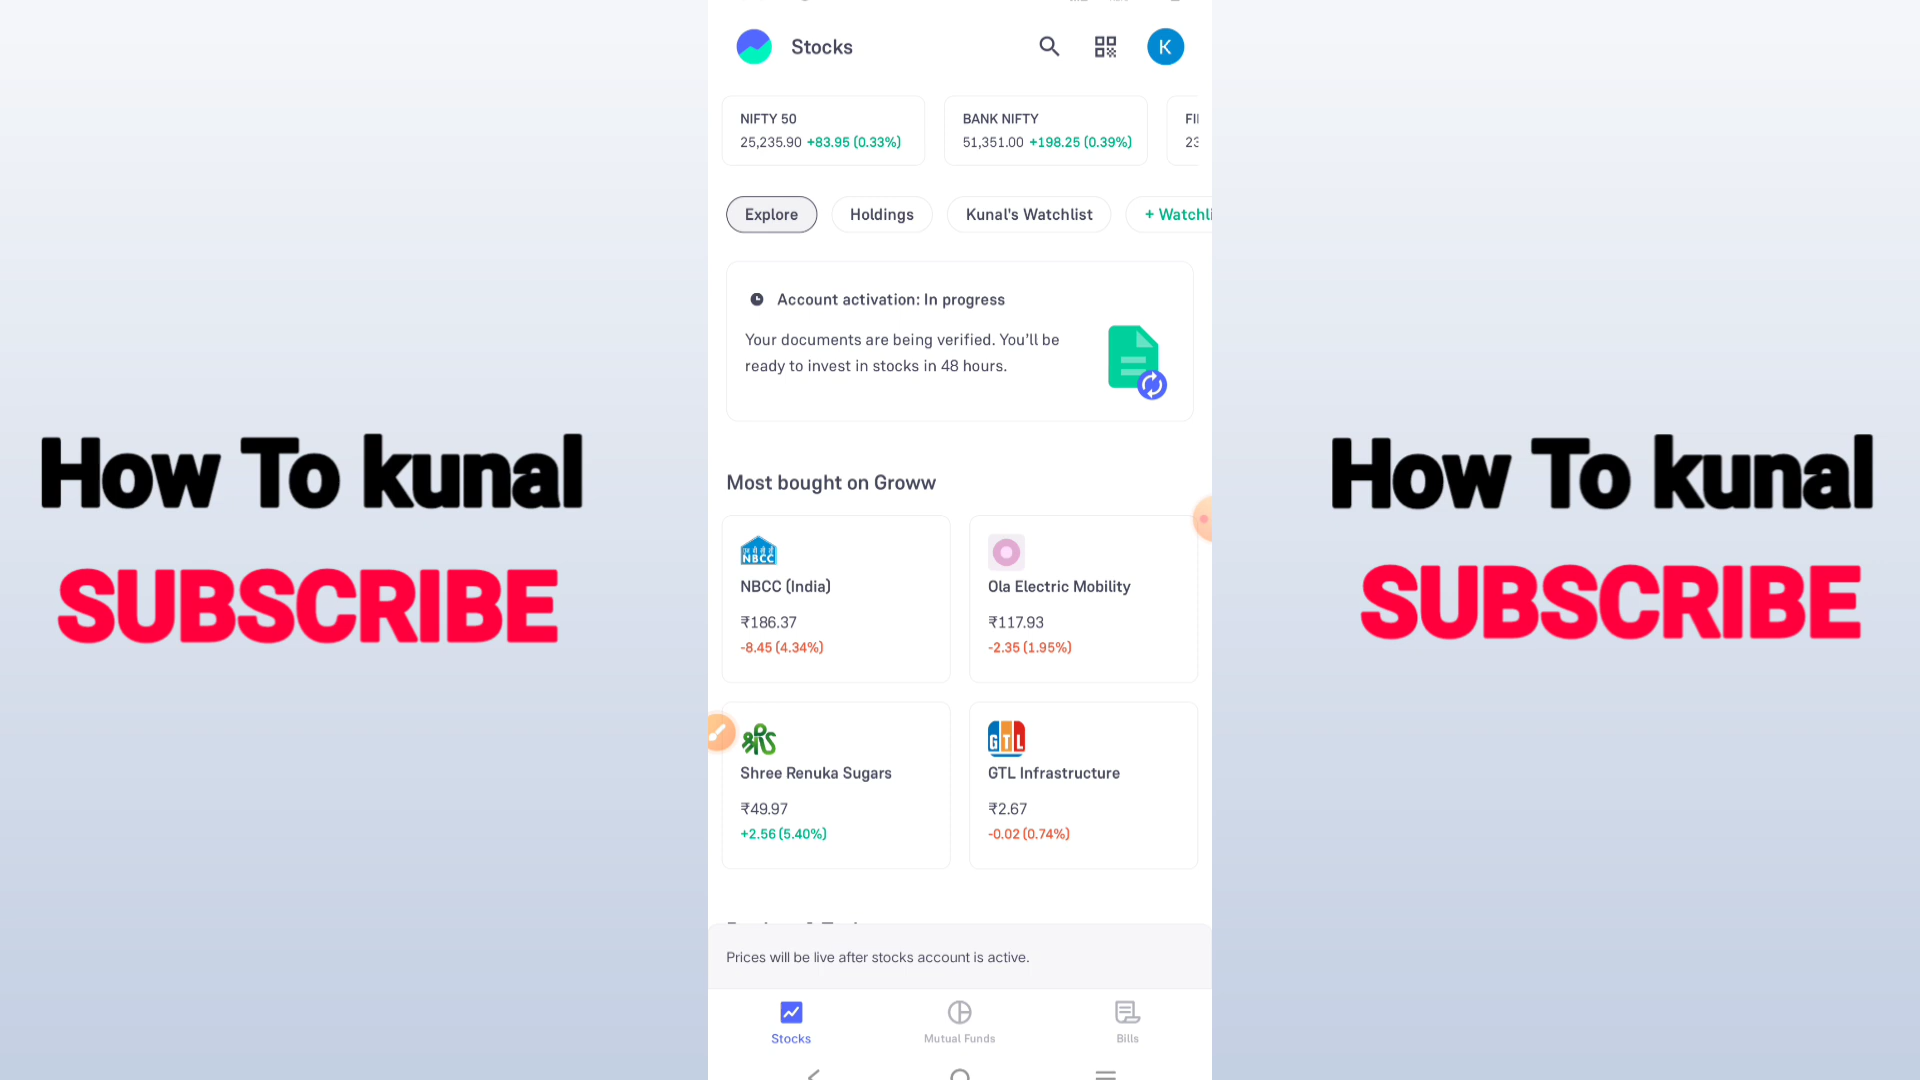 Stocks
K
NIFTY 50
25,235.90 +83.95 (0.33%)
BANK NIFTY
51,351.00 +198.25 (0.39%)
Explore
Holdings
Kunal's Watchlist
+ Watchli
Account activation: In progress
Your documents are being verified. You'll be
ready to invest in stocks in 48 hours.
How To kunal
SUBSCRIBE
Most bought on Groww
NBCC
NBCC (India)
₹186.37
-8.45 (4.34%)
Ola Electric Mobility
₹117.93
-2.35 (1.95%)
Shree Renuka Sugars
₹49.97
+2.56 (5.40%)
GTL
GTL Infrastructure
₹2.67
-0.02 (0.74%)
Prices will be live after stocks account is active.
Stocks
Mutual Funds
Bills
How To kunal
SUBSCRIBE